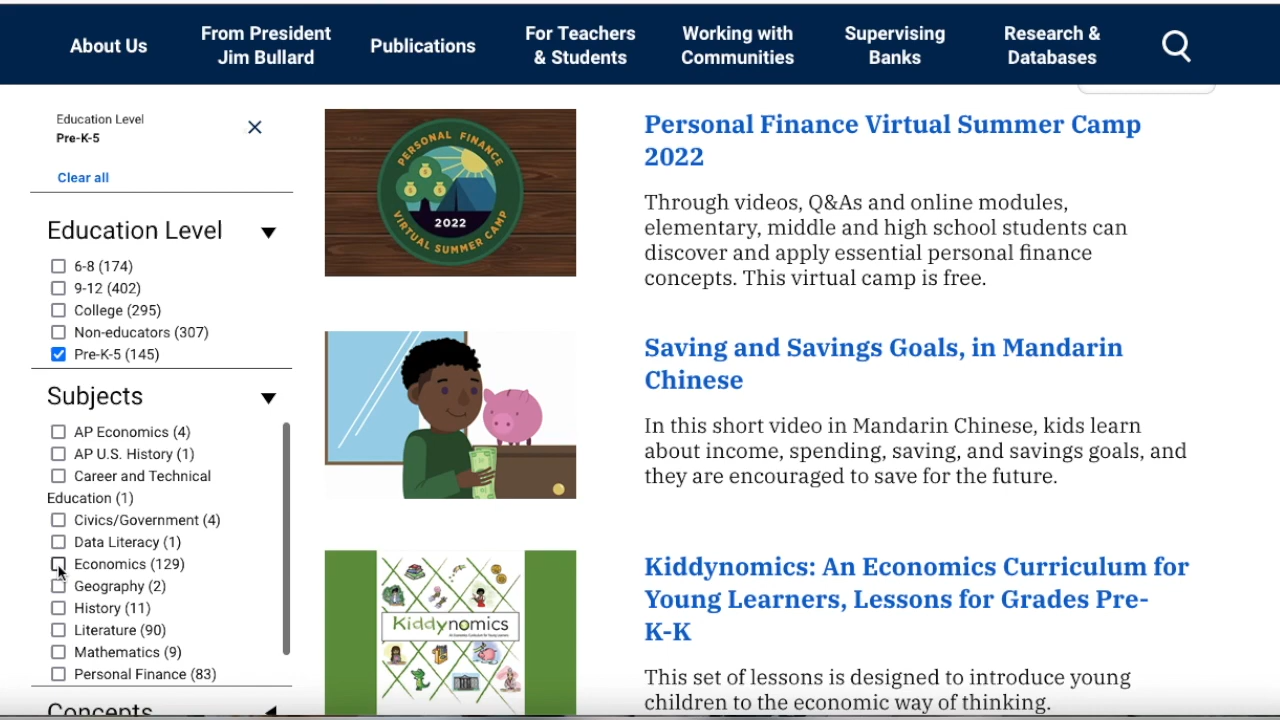 About Us
From President
Jim Bullard
Publications
For Teachers
& Students
Working with
Communities
Supervising
Banks
Research &
Databases
Education Level
Pre-K-5
Clear all
Education Level
6-8 (174)
9-12 (402)
College (295)
Non-educators (307)
Pre-K-5 (145)
Subjects
AP Economics (4)
AP U.S. History (1)
Career and Technical
Education (1)
Civics/Government (4)
Data Literacy (1)
Economics (129)
Geography (2)
History (11)
Literature (90)
Mathematics (9)
Personal Finance (83)
Concepts
PERSONAL FINANCE
2022
VIRTUAL SUMMER CAMP
Personal Finance Virtual Summer Camp
2022
Through videos, Q&As and online modules,
elementary, middle and high school students can
discover and apply essential personal finance
concepts. This virtual camp is free.
Saving and Savings Goals, in Mandarin
Chinese
In this short video in Mandarin Chinese, kids learn
about income, spending, saving, and savings goals, and
they are encouraged to save for the future.
Kiddynomics
Kiddynomics: An Economics Curriculum for
Young Learners, Lessons for Grades Pre-
K-K
This set of lessons is designed to introduce young
children to the economic way of thinking.